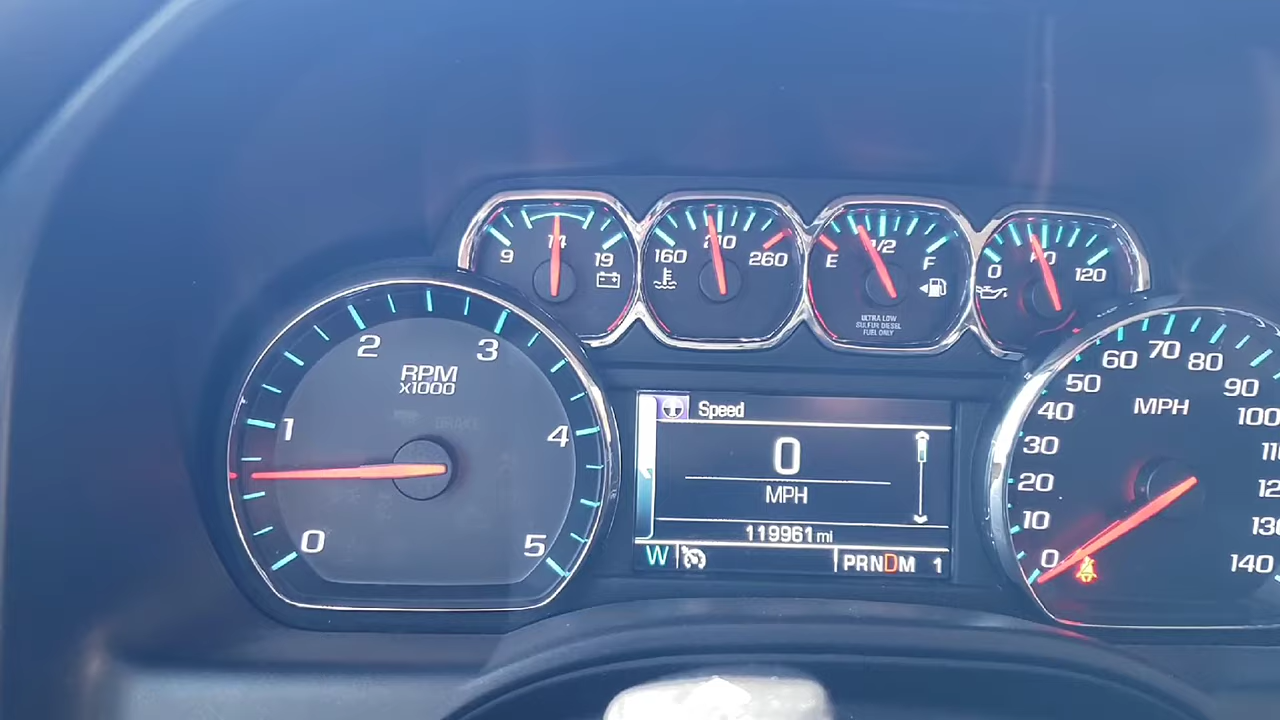 9 14 19
160 210 260
E 1/2 F
ULTRA LOW
SULFUR DIESEL
FUEL ONLY
0 60 120
0 1 2 3 4 5
RPM
x1000
BRAKE
Speed
0
MPH
119961 mi
W
PRNDM 1
0 10 20 30 40 50 60 70 80 90 100
140
MPH